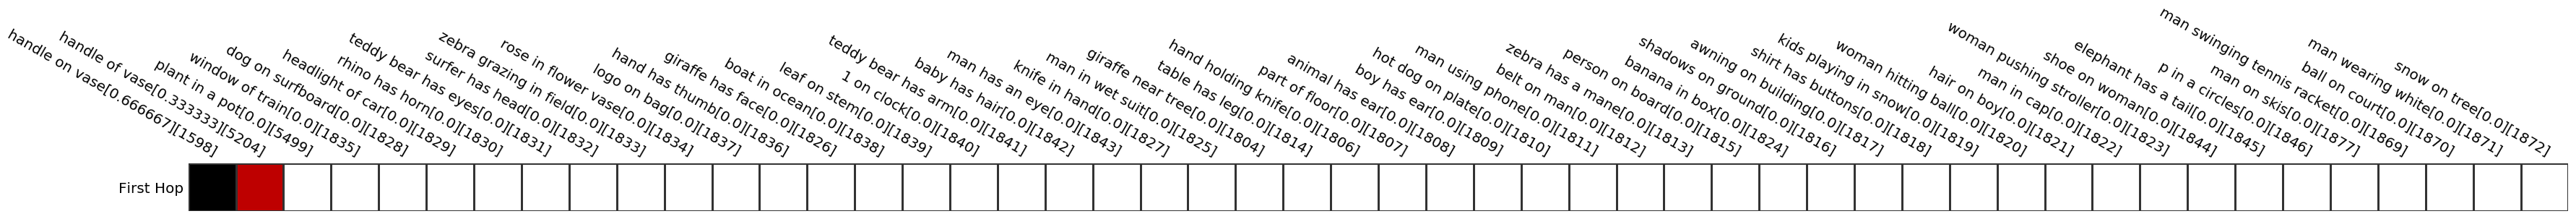 handle on vase[0.666667][1598]
handle of vase[0.33333][5204]
plant in a pot[0.0][5499]
window of train[0.0][1835]
dog on surfboard[0.0][1828]
headlight of car[0.0][1829]
rhino has horn[0.0][1830]
teddy bear has eyes[0.0][1831]
surfer has head[0.0][1832]
zebra grazing in field[0.0][1833]
rose in flower vase[0.0][1834]
logo on bag[0.0][1837]
hand has thumb[0.0][1836]
giraffe has face[0.0][1826]
boat in ocean[0.0][1838]
leaf on stem[0.0][1839]
1 on clock[0.0][1840]
teddy bear has arm[0.0][1841]
baby has hair[0.0][1842]
man has an eye[0.0][1843]
knife in hand[0.0][1827]
man in wet suit[0.0][1825]
giraffe near tree[0.0][1804]
table has leg[0.0][1814]
hand holding knife[0.0][1806]
part of floor[0.0][1807]
animal has ear[0.0][1808]
boy has ear[0.0][1809]
hot dog on plate[0.0][1810]
man using phone[0.0][1811]
belt on man[0.0][1812]
zebra has a mane[0.0][1813]
person on board[0.0][1815]
banana in box[0.0][1824]
shadows on ground[0.0][1816]
awning on building[0.0][1817]
shirt has buttons[0.0][1818]
kids playing in snow[0.0][1819]
woman hitting ball[0.0][1820]
hair on boy[0.0][1821]
man in cap[0.0][1822]
woman pushing stroller[0.0][1823]
shoe on woman[0.0][1844]
elephant has a tail[0.0][1845]
p in a circles[0.0][1846]
man on skis[0.0][1877]
man swinging tennis racket[0.0][1869]
ball on court[0.0][1870]
man wearing white[0.0][1871]
snow on tree[0.0][1872]
First Hop